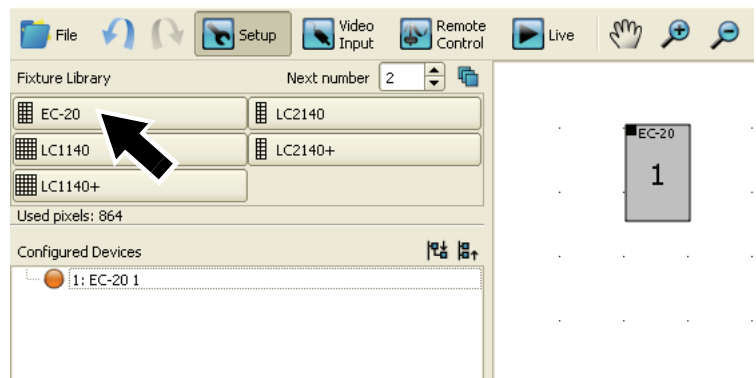 File
Setup
Video
Input
Remote
Control
Live
Fixture Library
Next number 2
EC-20
LC2140
LC1140
LC2140+
LC1140+
Used pixels: 864
Configured Devices
1: EC-20 1
EC-20
1